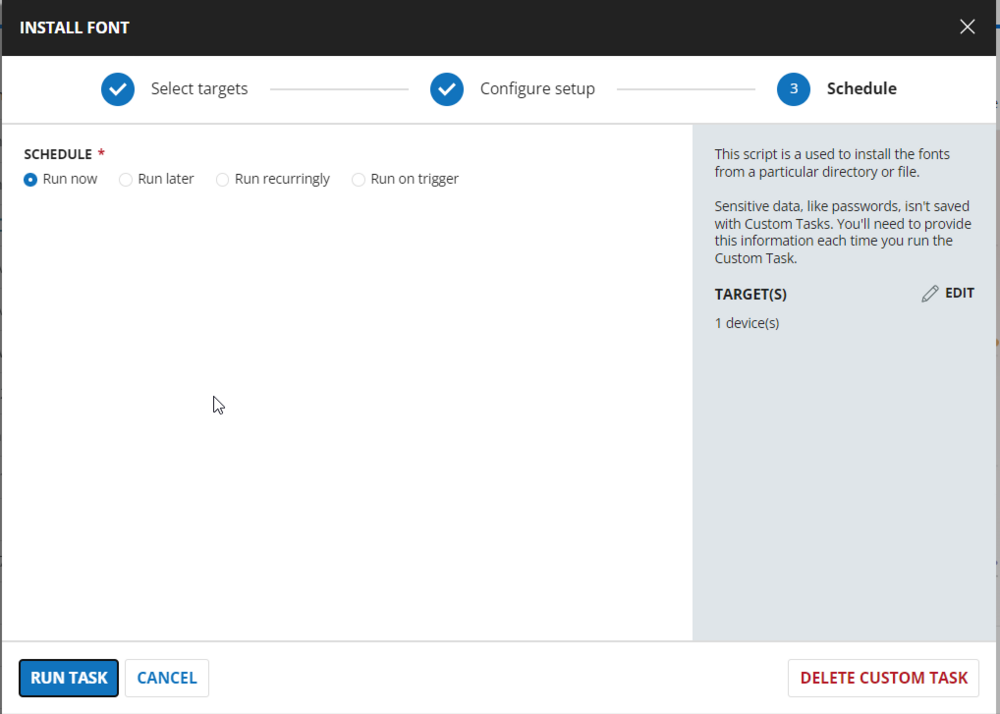 INSTALL FONT
Select targets
Configure setup
3 Schedule
SCHEDULE *
Run now Run later Run recurringly Run on trigger
This script is a used to install the fonts
from a particular directory or file.
Sensitive data, like passwords, isn't saved
with Custom Tasks. You'll need to provide
this information each time you run the
Custom Task.
TARGET(S) EDIT
1 device(s)
RUN TASK CANCEL DELETE CUSTOM TASK